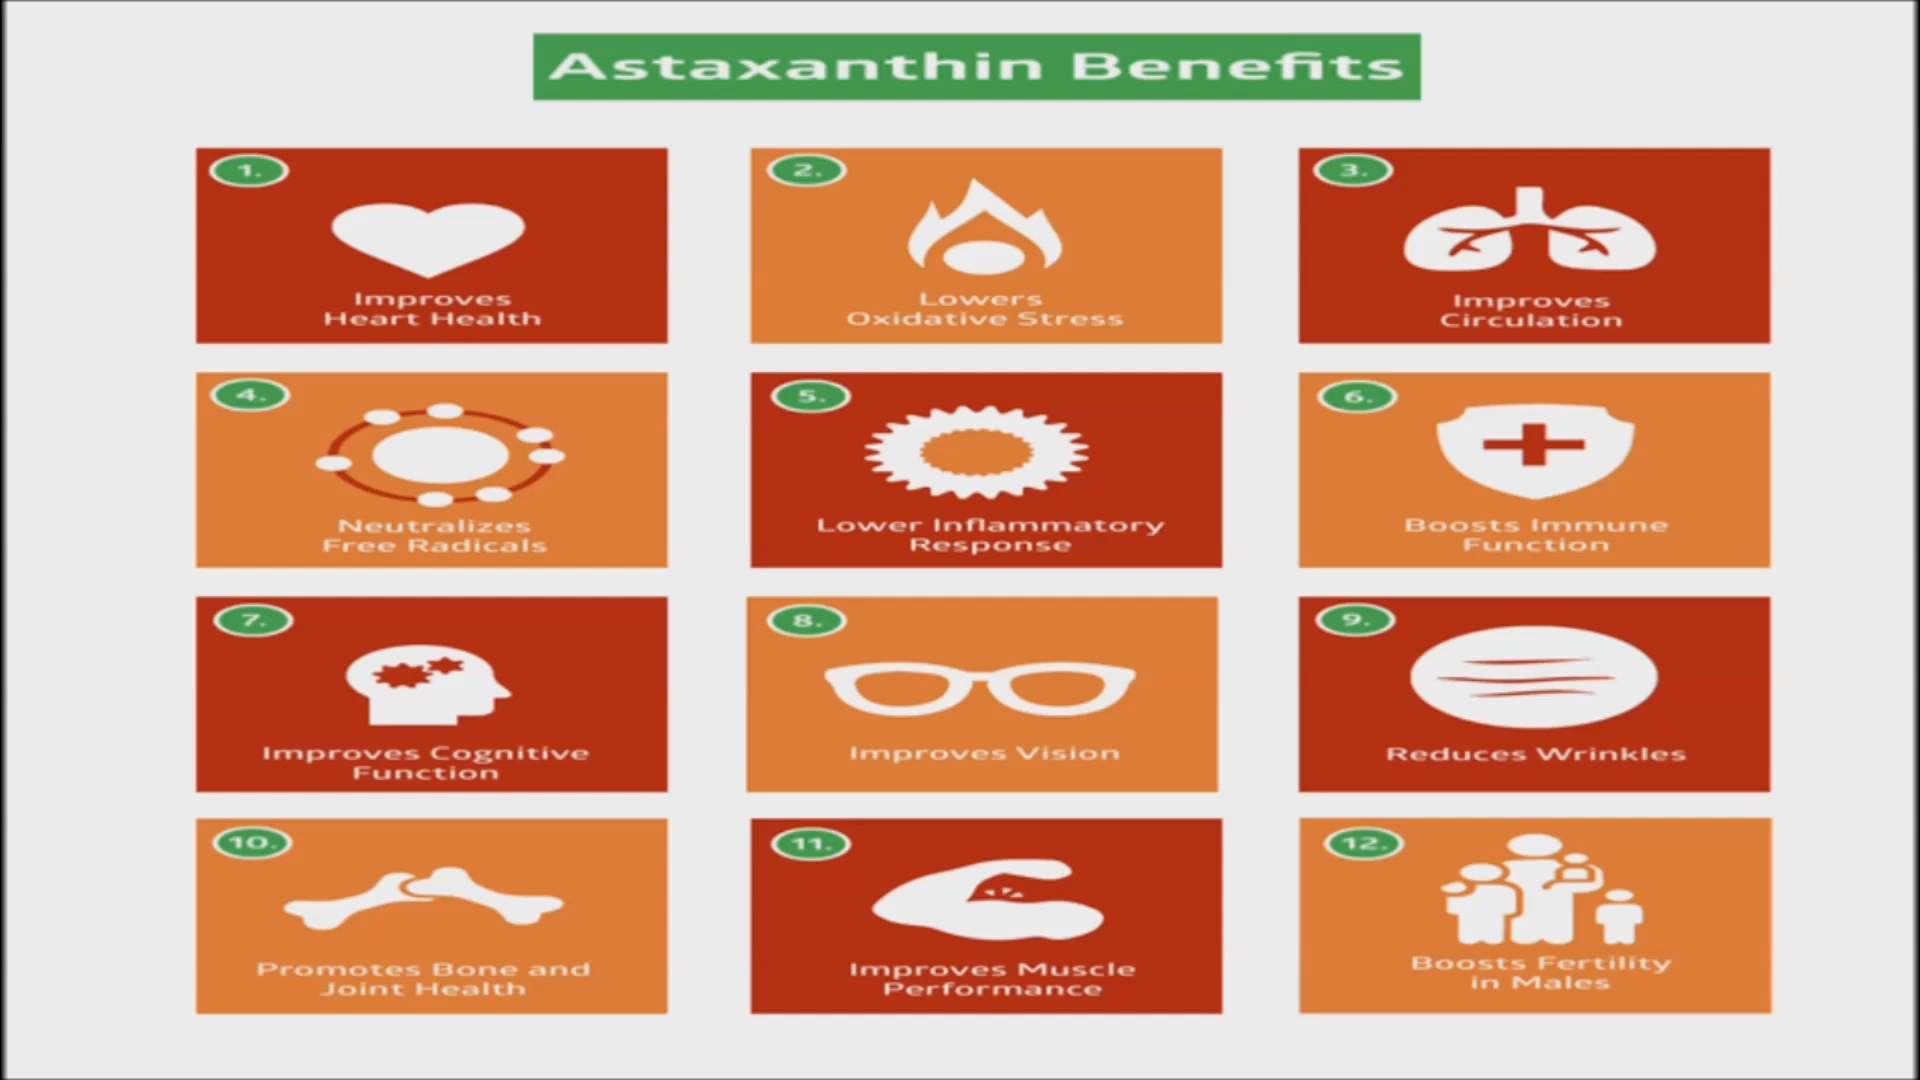 Astaxanthin Benefits
1.
Improves
Heart Health
2.
Lowers
Oxidative Stress
3.
Improves
Circulation
4.
Neutralizes
Free Radicals
5.
Lower Inflammatory
Response
6.
Boosts Immune
Function
7.
Improves Cognitive
Function
8.
Improves Vision
9.
Reduces Wrinkles
10.
Promotes Bone and
Joint Health
11.
Improves Muscle
Performance
12.
Boosts Fertility
in Males